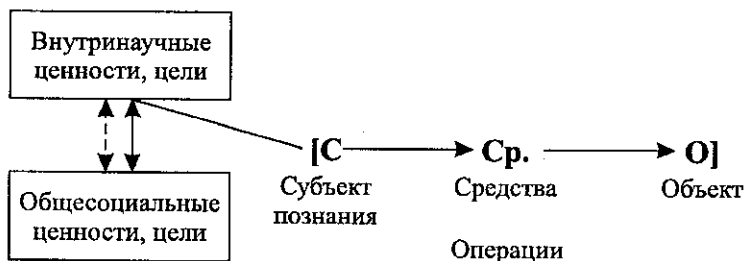 Внутринаучные
ценности, цели
[С
Ср.
О]
Субъект
познания
Средства
Объект
Общесоциальные
ценности, цели
Операции